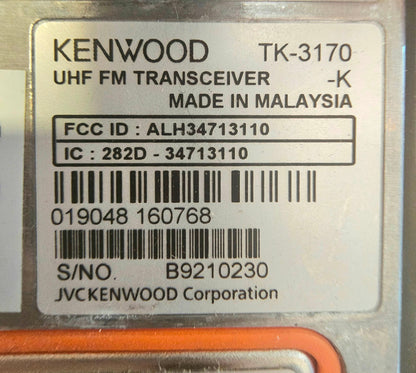 KENWOOD TK-3170
UHF FM TRANSCEIVER -K
MADE IN MALAYSIA
FCC ID : ALH34713110
IC : 282D - 34713110
019048 160768
S/NO. B9210230
JVCKENWOOD Corporation